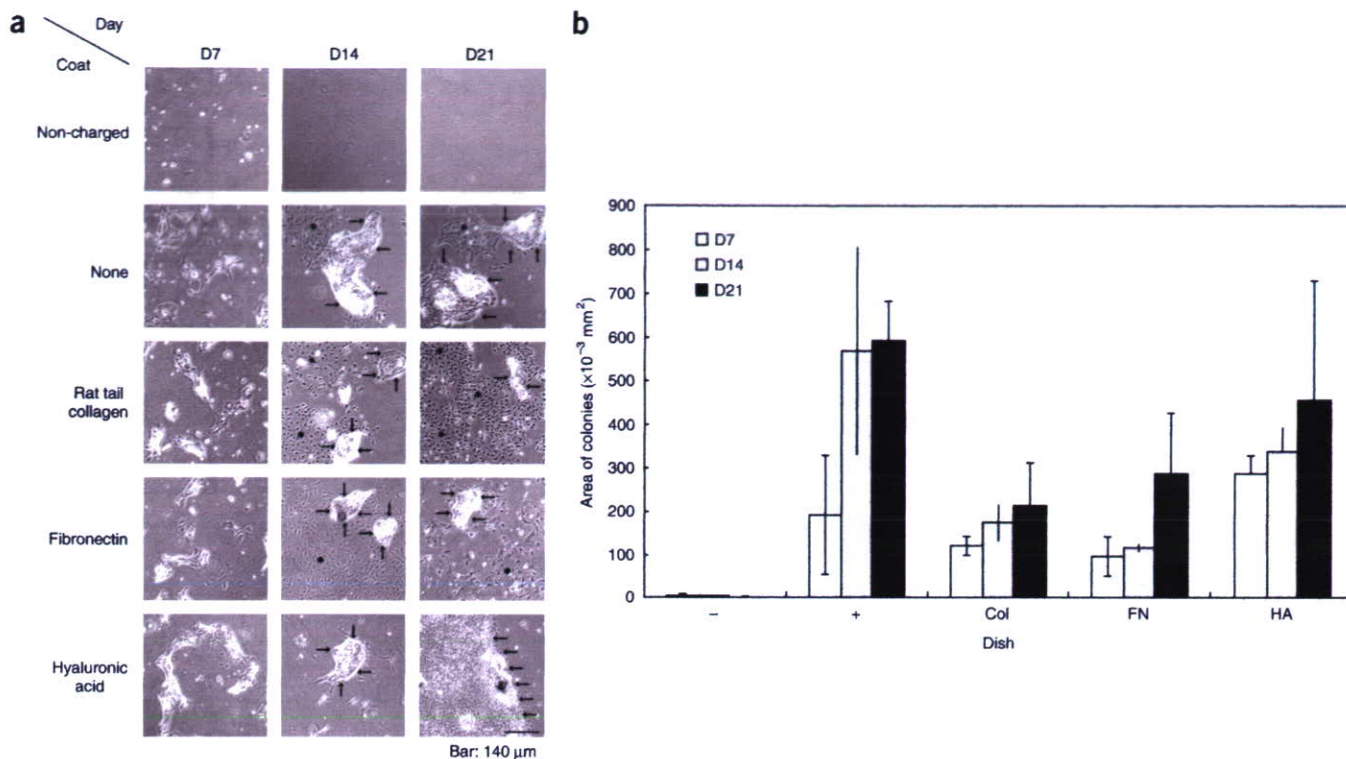 a
Day
Coat
D7 D14 D21
Non-charged
None
Rat tail
collagen
Fibronectin
Hyaluronic
acid
Bar: 140 μm
b
Area of colonies (×10⁻³ mm²)
900
800
700
600
500
400
300
200
100
0
D7
D14
D21
– + Col FN HA
Dish